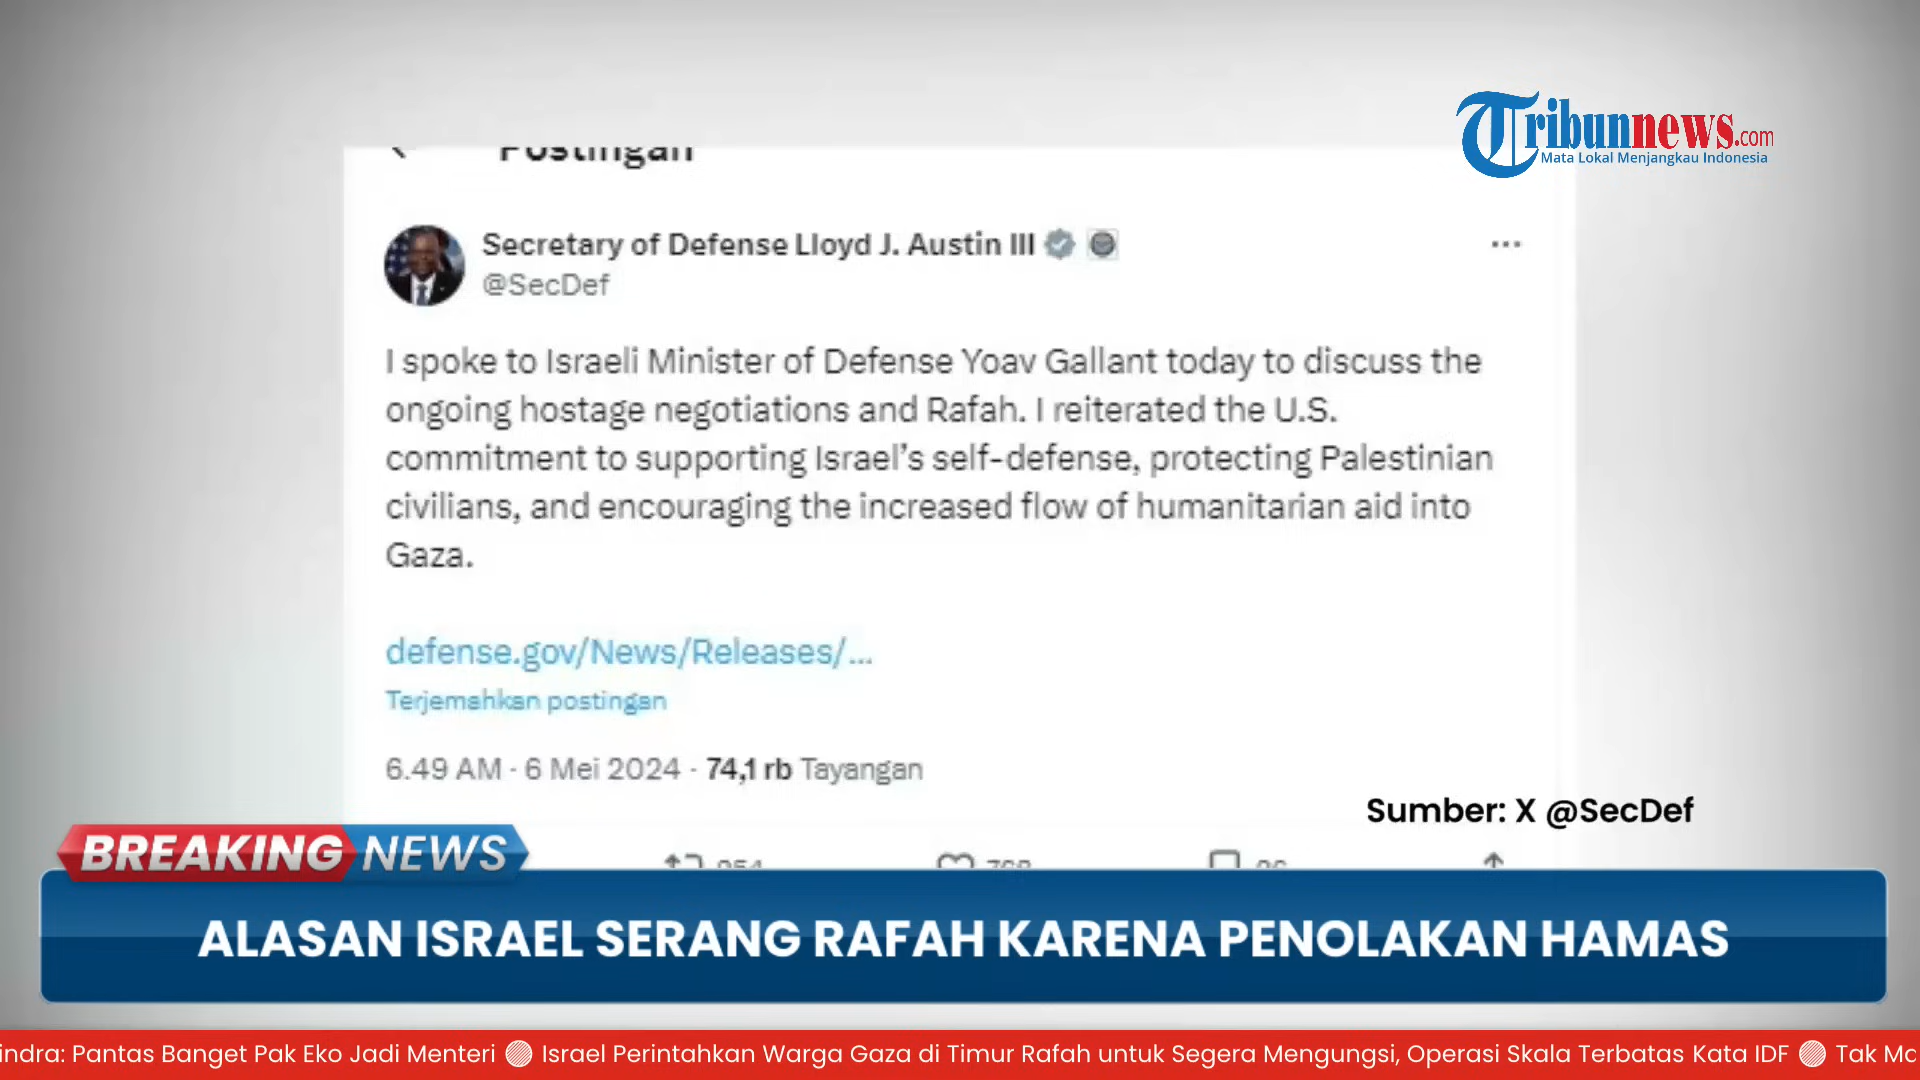 Tribunnews.com
Mata Lokal Menjangkau Indonesia
Postingan
Secretary of Defense Lloyd J. Austin III
@SecDef
I spoke to Israeli Minister of Defense Yoav Gallant today to discuss the
ongoing hostage negotiations and Rafah. I reiterated the U.S.
commitment to supporting Israel’s self-defense, protecting Palestinian
civilians, and encouraging the increased flow of humanitarian aid into
Gaza.
defense.gov/News/Releases/...
Terjemahkan postingan
6.49 AM · 6 Mei 2024 · 74,1 rb Tayangan
Sumber: X @SecDef
BREAKING NEWS
ALASAN ISRAEL SERANG RAFAH KARENA PENOLAKAN HAMAS
indra: Pantas Banget Pak Eko Jadi Menteri Israel Perintahkan Warga Gaza di Timur Rafah untuk Segera Mengungsi, Operasi Skala Terbatas Kata IDF Tak